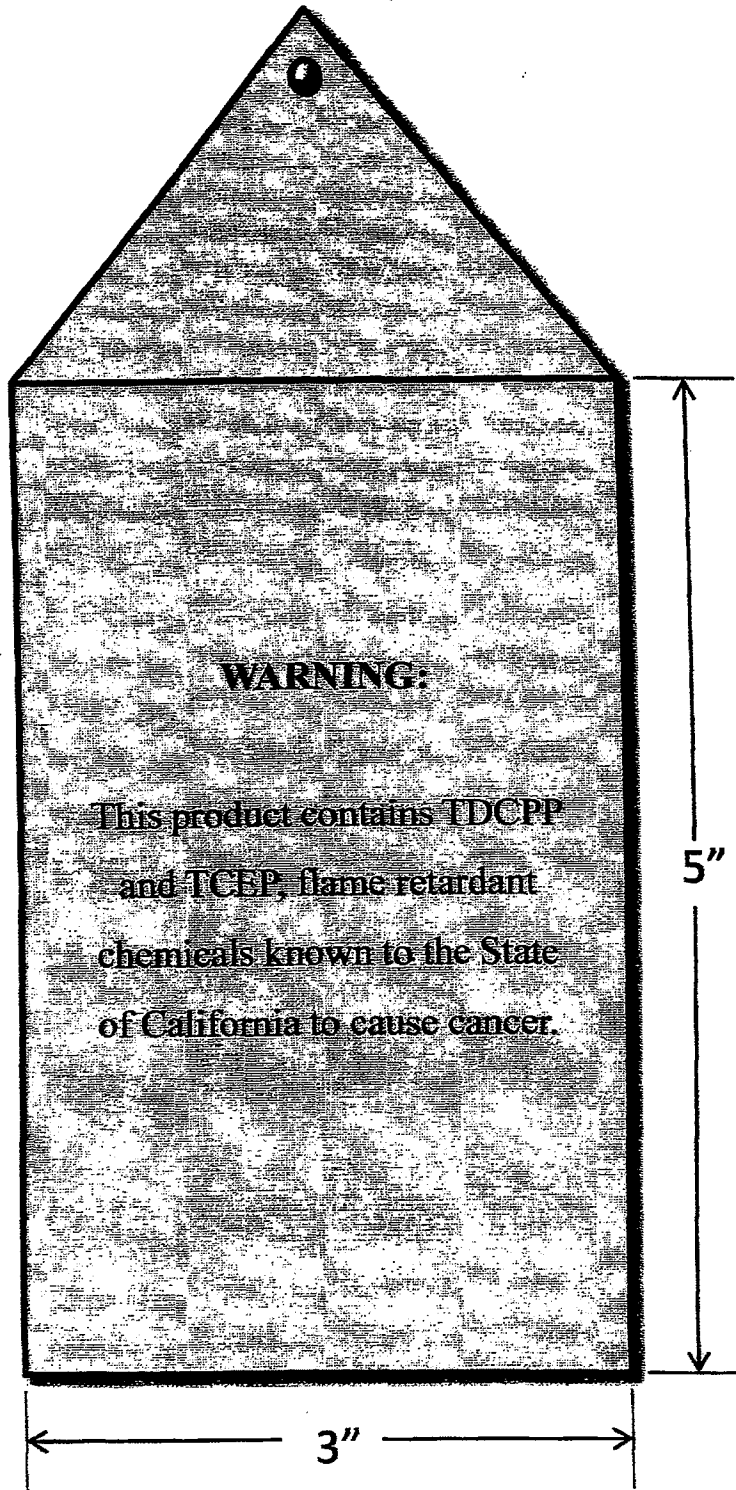 WARNING:
This product contains TDCPP
and TCEP, flame retardant
chemicals known to the State
of California to cause cancer.
5”
3”